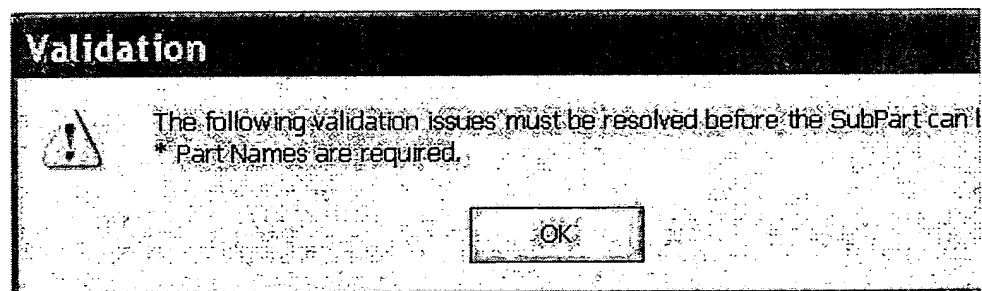 Validation
The following validation issues must be resolved before the SubPart can
* Part Names are required.
OK